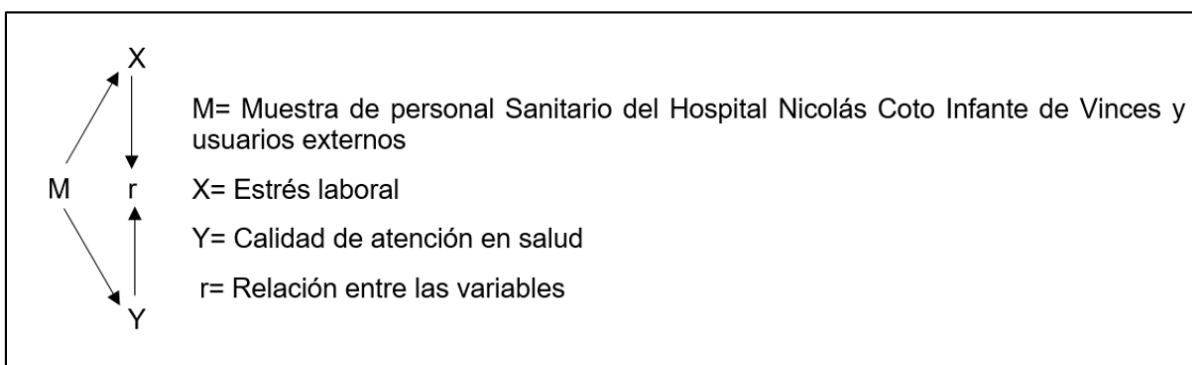 X
M= Muestra de personal Sanitario del Hospital Nicolás Coto Infante de Vinces y
usuarios externos
M r X= Estrés laboral
Y= Calidad de atención en salud
r= Relación entre las variables
Y